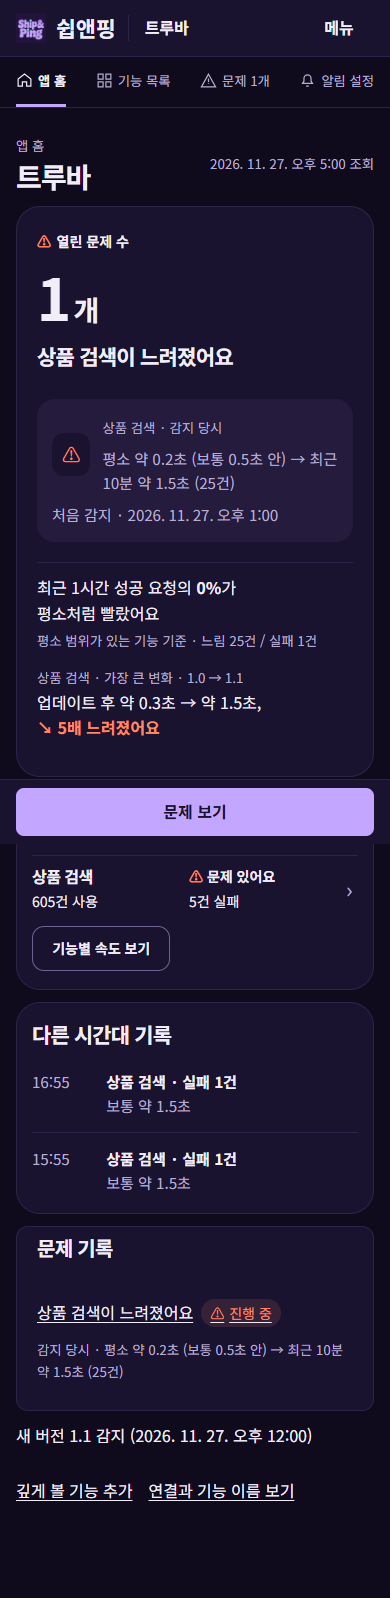 Ship&
Ping
쉽앤핑
트루바
메뉴
앱 홈
기능 목록
문제 1개
알림 설정
앱 홈
트루바
2026. 11. 27. 오후 5:00 조회
열린 문제 수
1개
상품 검색이 느려졌어요
상품 검색 · 감지 당시
평소 약 0.2초 (보통 0.5초 안) → 최근
10분 약 1.5초 (25건)
처음 감지 · 2026. 11. 27. 오후 1:00
최근 1시간 성공 요청의 0%가
평소처럼 빨랐어요
평소 범위가 있는 기능 기준 · 느림 25건 / 실패 1건
상품 검색 · 가장 큰 변화 · 1.0 → 1.1
업데이트 후 약 0.3초 → 약 1.5초,
↘ 5배 느려졌어요
문제 보기
상품 검색
문제 있어요
605건 사용
5건 실패
›
기능별 속도 보기
다른 시간대 기록
16:55
상품 검색 · 실패 1건
보통 약 1.5초
15:55
상품 검색 · 실패 1건
보통 약 1.5초
문제 기록
상품 검색이 느려졌어요
진행 중
감지 당시 · 평소 약 0.2초 (보통 0.5초 안) → 최근 10분
약 1.5초 (25건)
새 버전 1.1 감지 (2026. 11. 27. 오후 12:00)
깊게 볼 기능 추가
연결과 기능 이름 보기